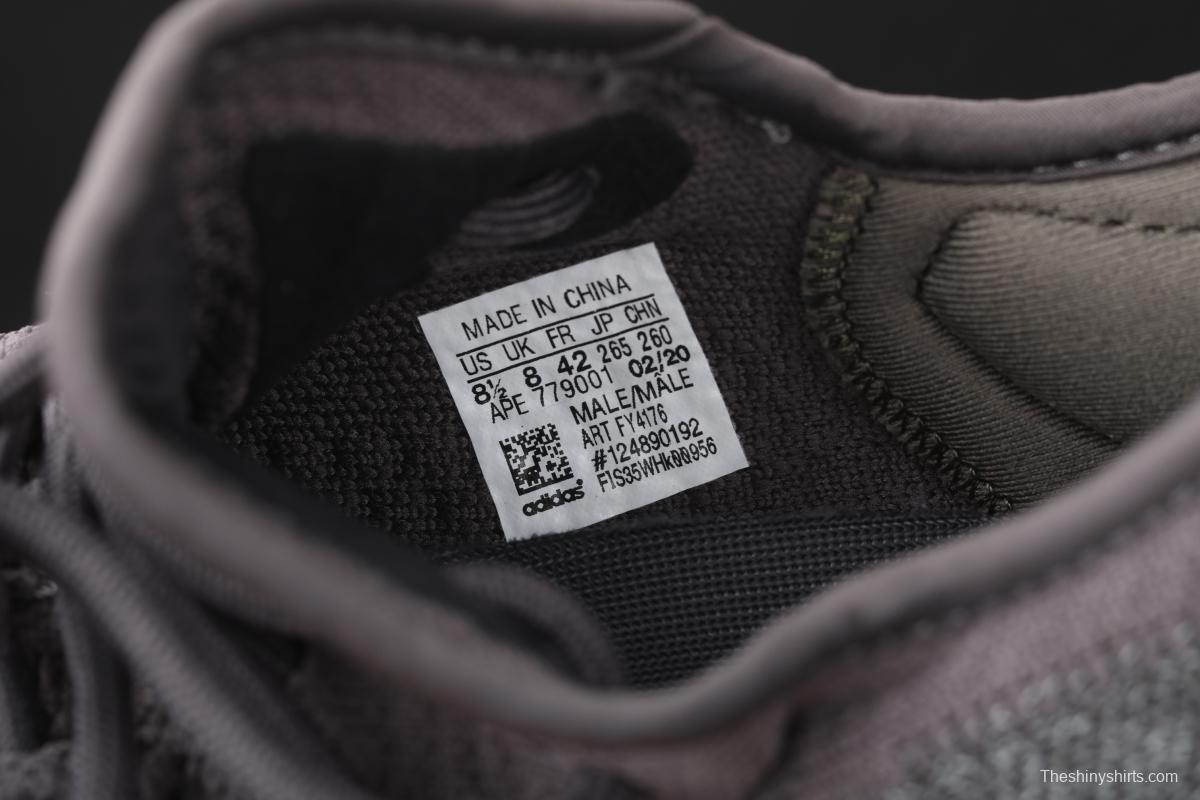 MADE IN CHINA
US UK FR JP CHN
8½ 8 42 265 260
APE 779001 02/20
MALE/MÂLE
ART FY4176
#124890192
FIS35WHk00956
adidas®
Theshinyshirts.com